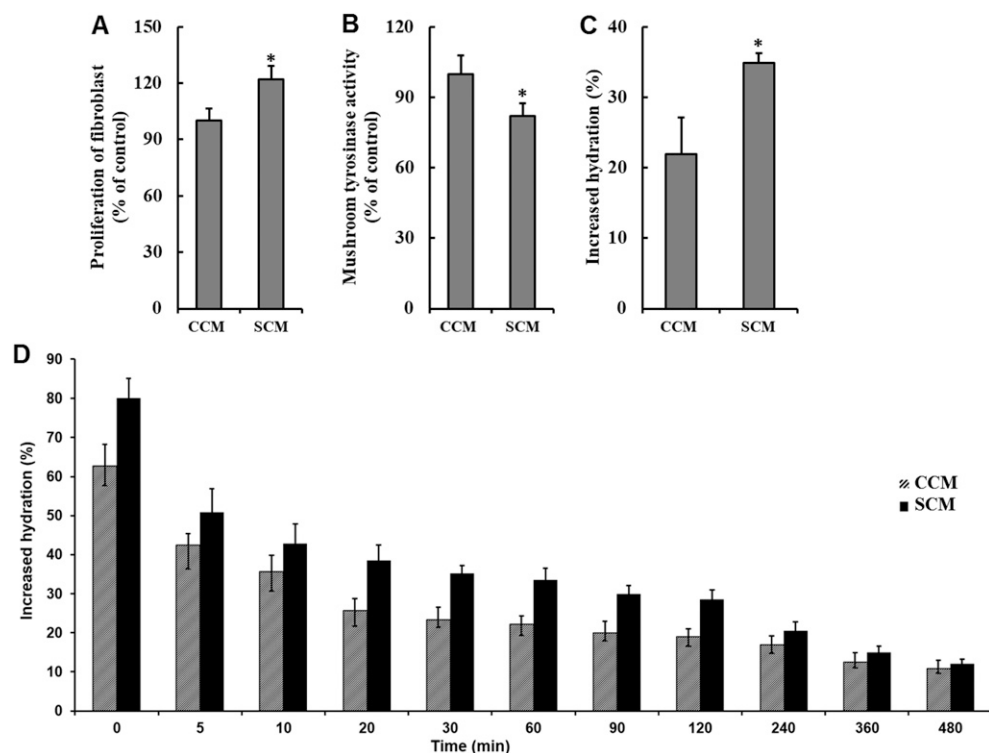 A
Proliferation of fibroblast
(% of control)
150
120
90
60
30
0
*
CCM
SCM
B
Mushroom tyrosinase activity
(% of control)
120
90
60
30
0
*
CCM
SCM
C
Increased hydration (%)
40
30
20
10
0
*
CCM
SCM
D
Increased hydration (%)
90
80
70
60
50
40
30
20
10
0
CCM
SCM
0 5 10 20 30 60 90 120 240 360 480
Time (min)